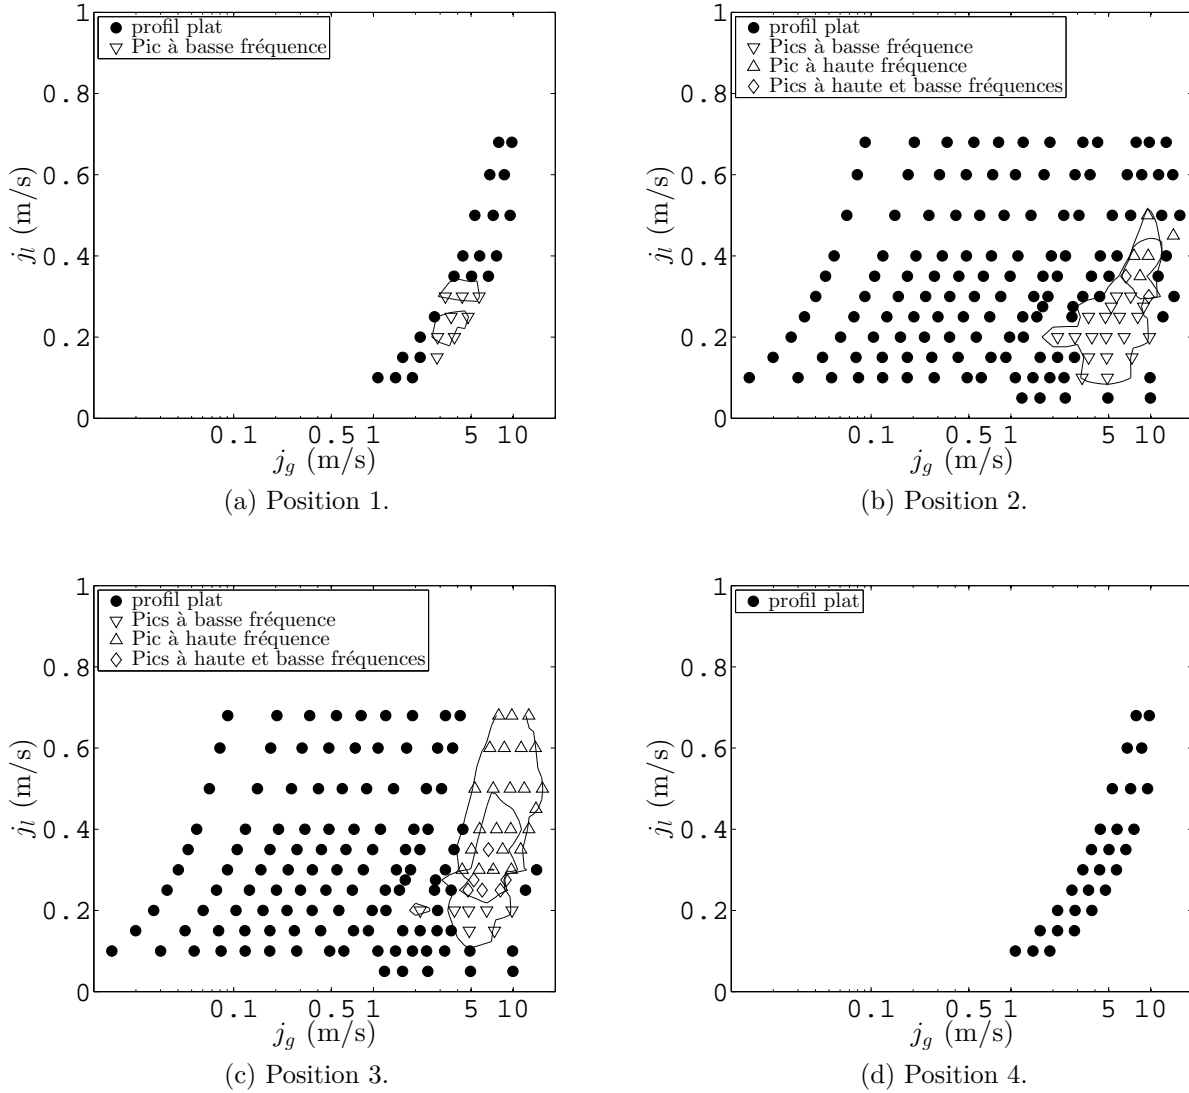 profil plat
Pic à basse fréquence
1
0.8
0.6
0.4
0.2
0
j_l (m/s)
0.1 0.5 1 5 10
j_g (m/s)
(a) Position 1.
profil plat
Pics à basse fréquence
Pic à haute fréquence
Pics à haute et basse fréquences
1
0.8
0.6
0.4
0.2
0
j_l (m/s)
0.1 0.5 1 5 10
j_g (m/s)
(b) Position 2.
profil plat
Pics à basse fréquence
Pic à haute fréquence
Pics à haute et basse fréquences
1
0.8
0.6
0.4
0.2
0
j_l (m/s)
0.1 0.5 1 5 10
j_g (m/s)
(c) Position 3.
profil plat
1
0.8
0.6
0.4
0.2
0
j_l (m/s)
0.1 0.5 1 5 10
j_g (m/s)
(d) Position 4.